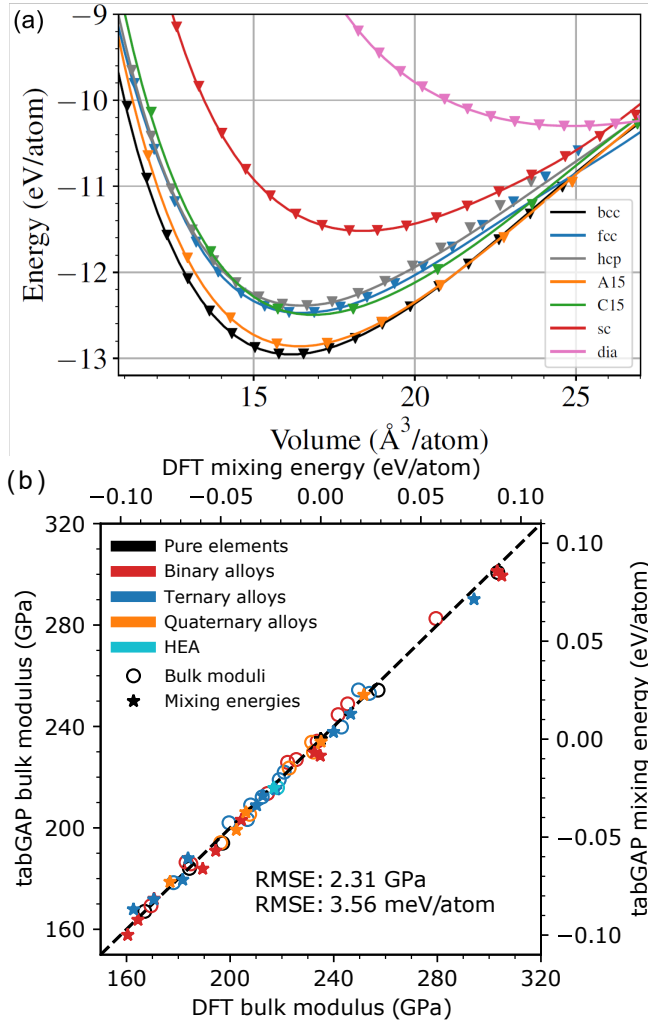 (a)
−9
−10
−11
−12
−13
Energy (eV/atom)
bcc
fcc
hcp
A15
C15
sc
dia
15 20 25
Volume (Å³/atom)
DFT mixing energy (eV/atom)
(b)
−0.10 −0.05 0.00 0.05 0.10
320
280
240
200
160
tabGAP bulk modulus (GPa)
Pure elements
Binary alloys
Ternary alloys
Quaternary alloys
HEA
Bulk moduli
Mixing energies
RMSE: 2.31 GPa
RMSE: 3.56 meV/atom
0.10
0.05
0.00
−0.05
−0.10
tabGAP mixing energy (eV/atom)
160 200 240 280 320
DFT bulk modulus (GPa)